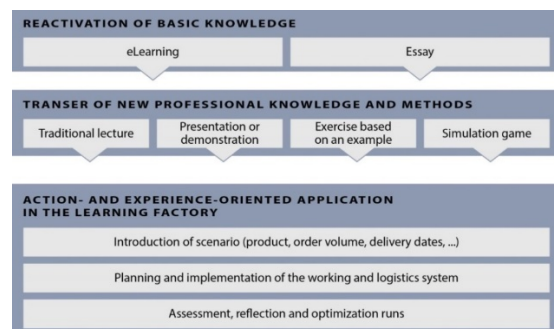 REACTIVATION OF BASIC KNOWLEDGE
eLearning
Essay
TRANSER OF NEW PROFESSIONAL KNOWLEDGE AND METHODS
Traditional lecture
Presentation or
demonstration
Exercise based
on an example
Simulation game
ACTION- AND EXPERIENCE-ORIENTED APPLICATION
IN THE LEARNING FACTORY
Introduction of scenario (product, order volume, delivery dates, ...)
Planning and implementation of the working and logistics system
Assessment, reflection and optimization runs